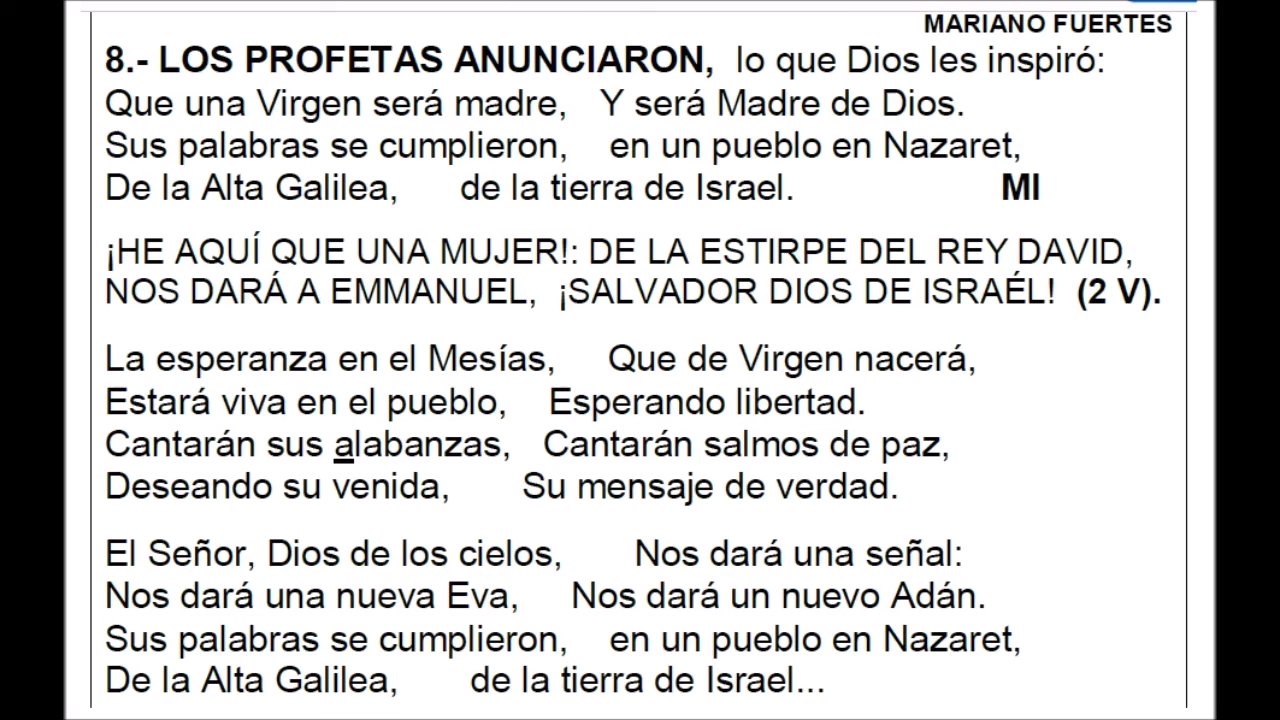 MARIANO FUERTES
8.- LOS PROFETAS ANUNCIARON, lo que Dios les inspiró:
Que una Virgen será madre, Y será Madre de Dios.
Sus palabras se cumplieron, en un pueblo en Nazaret,
De la Alta Galilea, de la tierra de Israel. MI
¡HE AQUÍ QUE UNA MUJER!: DE LA ESTIRPE DEL REY DAVID,
NOS DARÁ A EMMANUEL, ¡SALVADOR DIOS DE ISRAÉL! (2 V).
La esperanza en el Mesías, Que de Virgen nacerá,
Estará viva en el pueblo, Esperando libertad.
Cantarán sus alabanzas, Cantarán salmos de paz,
Deseando su venida, Su mensaje de verdad.
El Señor, Dios de los cielos, Nos dará una señal:
Nos dará una nueva Eva, Nos dará un nuevo Adán.
Sus palabras se cumplieron, en un pueblo en Nazaret,
De la Alta Galilea, de la tierra de Israel...